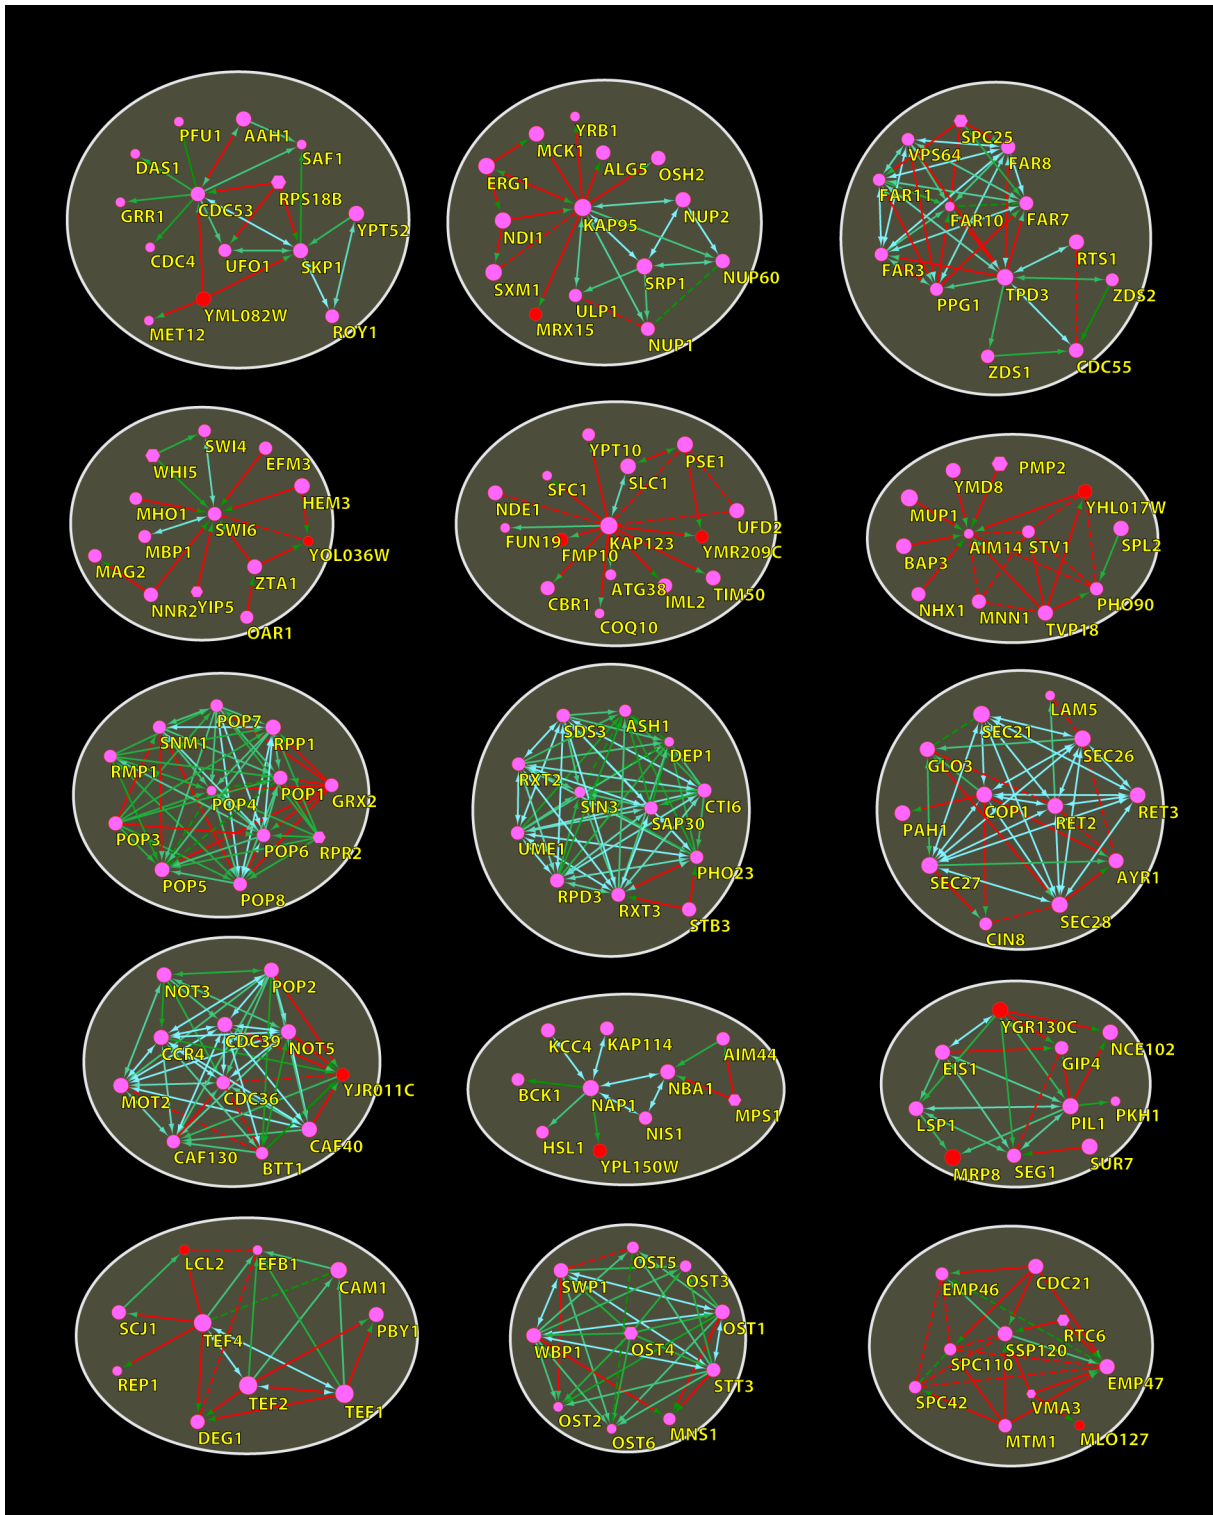 PFU1
AAH1
SAF1
DAS1
RPS18B
CDC53
GRR1
YPT52
CDC4
UFO1
SKP1
YML082W
MET12
ROY1
YRB1
MCK1
ALG5
OSH2
ERG1
NUP2
KAP95
NDI1
SRP1
NUP60
SXM1
ULP1
MRX15
NUP1
SPC25
VPS64
FAR8
FAR11
FAR10
FAR7
RTS1
FAR3
TPD3
ZDS2
PPG1
ZDS1
CDC55
SWI4
WHI5
EFM3
HEM3
MHO1
SWI6
MBP1
YOL036W
MAG2
ZTA1
NNR2
YIP5
OAR1
YPT10
PSE1
SLC1
SFC1
NDE1
UFD2
FUN19
FMP10
KAP123
YMR209C
ATG38
TIM50
CBR1
IML2
COQ10
PMP2
YMD8
YHL017W
MUP1
AIM14
STV1
SPL2
BAP3
NHX1
MNN1
PHO90
TVP18
POP7
SNM1
RPP1
RMP1
POP4
POP1
GRX2
POP3
POP6
RPR2
POP5
POP8
ASH1
SDS3
DEP1
RXT2
SIN3
CTI6
SAP30
UME1
PHO23
RPD3
RXT3
STB3
LAM5
SEC21
SEC26
GLO3
COP1
RET2
RET3
PAH1
SEC27
AYR1
SEC28
CIN8
NOT3
POP2
CDC39
NOT5
CCR4
MOT2
CDC36
YJR011C
CAF130
CAF40
BTT1
KCC4
KAP114
AIM44
NBA1
BCK1
NAP1
MPS1
NIS1
HSL1
YPL150W
YGR130C
NCE102
EIS1
GIP4
LSP1
PIL1
PKH1
MRP8
SEG1
SUR7
LCL2
EFB1
CAM1
SCJ1
PBY1
TEF4
REP1
TEF2
TEF1
DEG1
OST5
OST3
SWP1
OST1
WBP1
OST4
STT3
OST2
OST6
MNS1
EMP46
CDC21
RTC6
SSP120
SPC110
EMP47
SPC42
VMA3
MTM1
MLO127